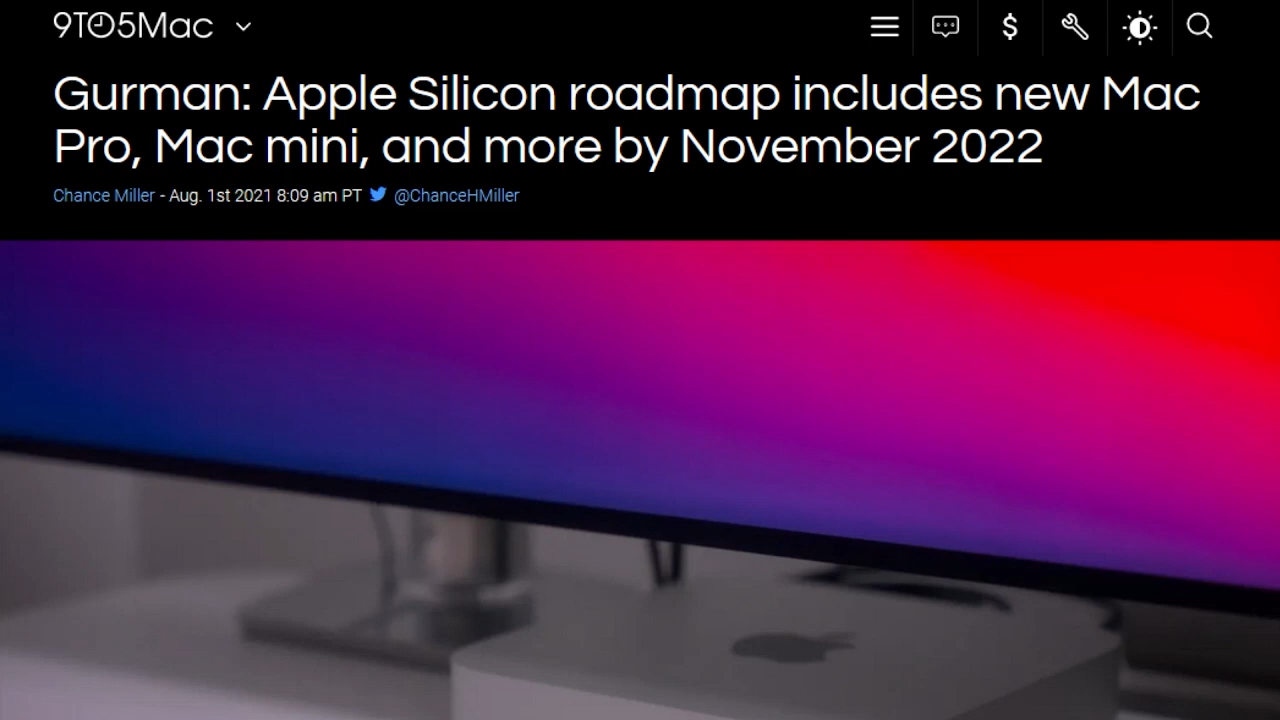 9TO5Mac
$
Gurman: Apple Silicon roadmap includes new Mac
Pro, Mac mini, and more by November 2022
Chance Miller - Aug. 1st 2021 8:09 am PT @ChanceHMiller